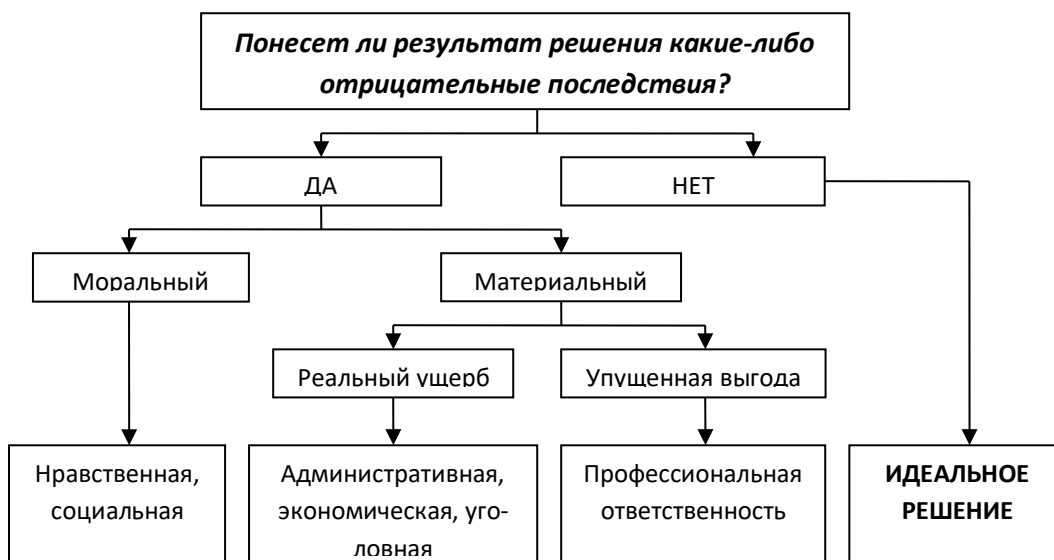 Понесет ли результат решения какие-либо
отрицательные последствия?
ДА
НЕТ
Моральный
Материальный
Реальный ущерб
Упущенная выгода
Нравственная,
социальная
Административная,
экономическая, уго-
ловная
Профессиональная
ответственность
ИДЕАЛЬНОЕ
РЕШЕНИЕ